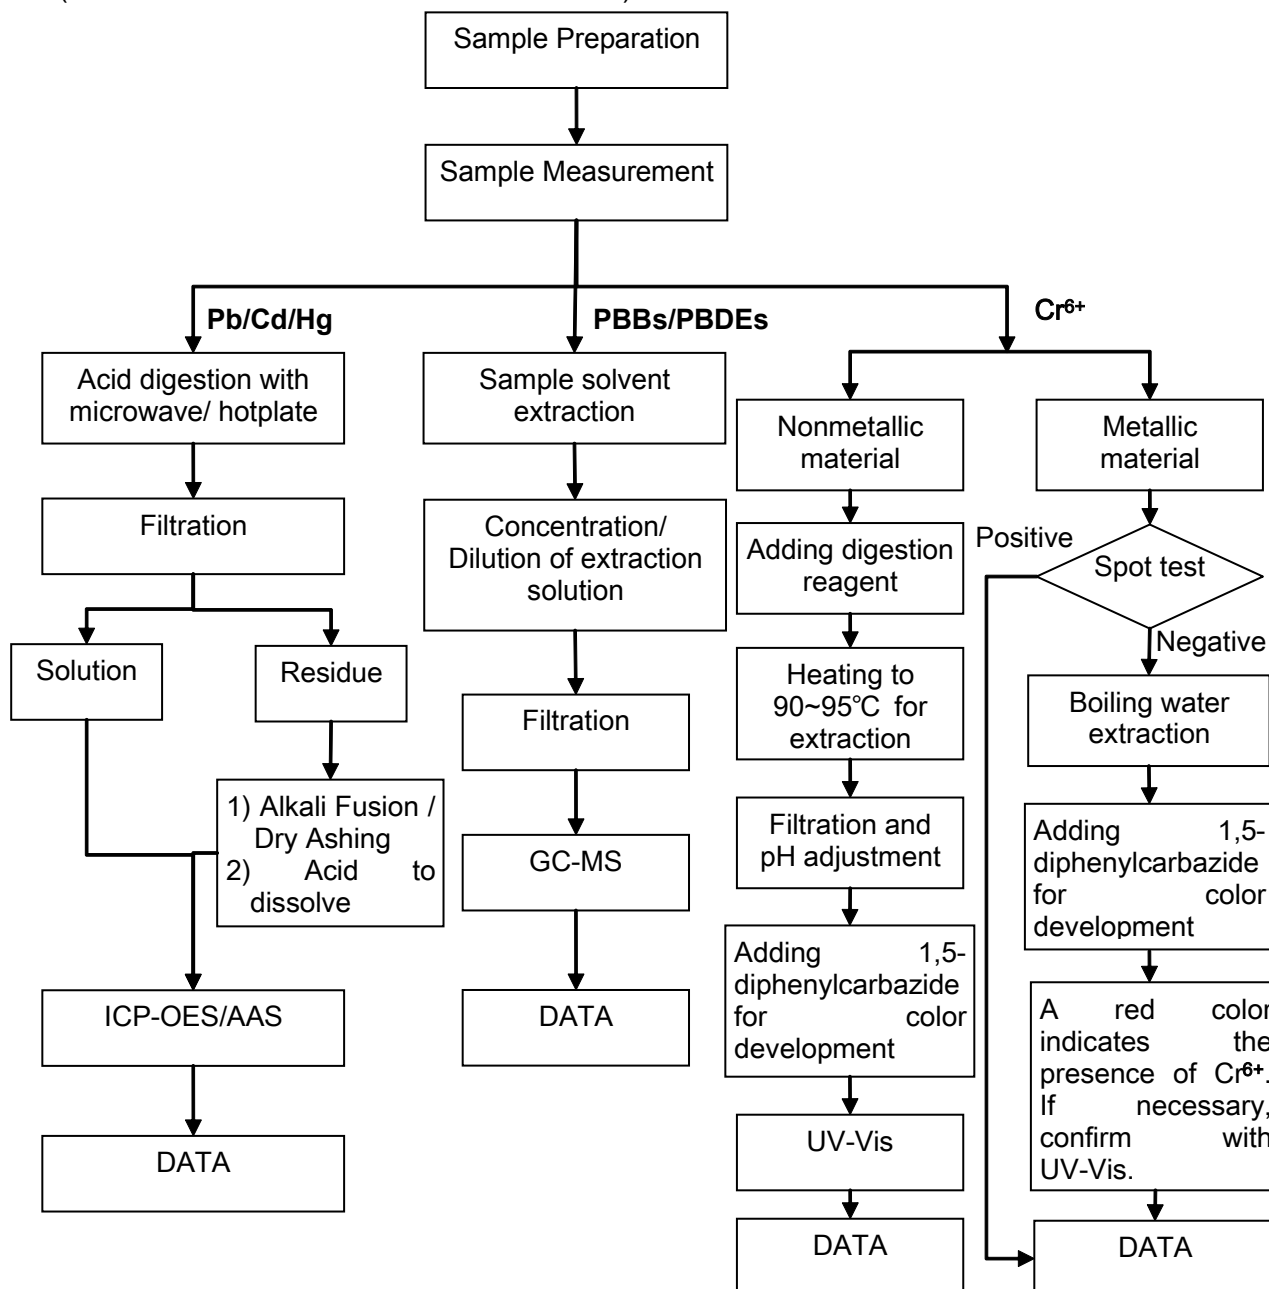 Sample Preparation
Sample Measurement
Pb/Cd/Hg
PBBs/PBDEs
Cr⁶⁺
Acid digestion with
microwave/ hotplate
Filtration
Solution
Residue
1) Alkali Fusion /
Dry Ashing
2) Acid to
dissolve
ICP-OES/AAS
DATA
Sample solvent
extraction
Concentration/
Dilution of extraction
solution
Filtration
GC-MS
DATA
Nonmetallic
material
Adding digestion
reagent
Heating to
90~95℃ for
extraction
Filtration and
pH adjustment
Adding 1,5-
diphenylcarbazide
for color
development
UV-Vis
DATA
Metallic
material
Positive
Spot test
Negative
Boiling water
extraction
Adding 1,5-
diphenylcarbazide
for color
development
A red color
indicates the
presence of Cr⁶⁺.
If necessary,
confirm with
UV-Vis.
DATA